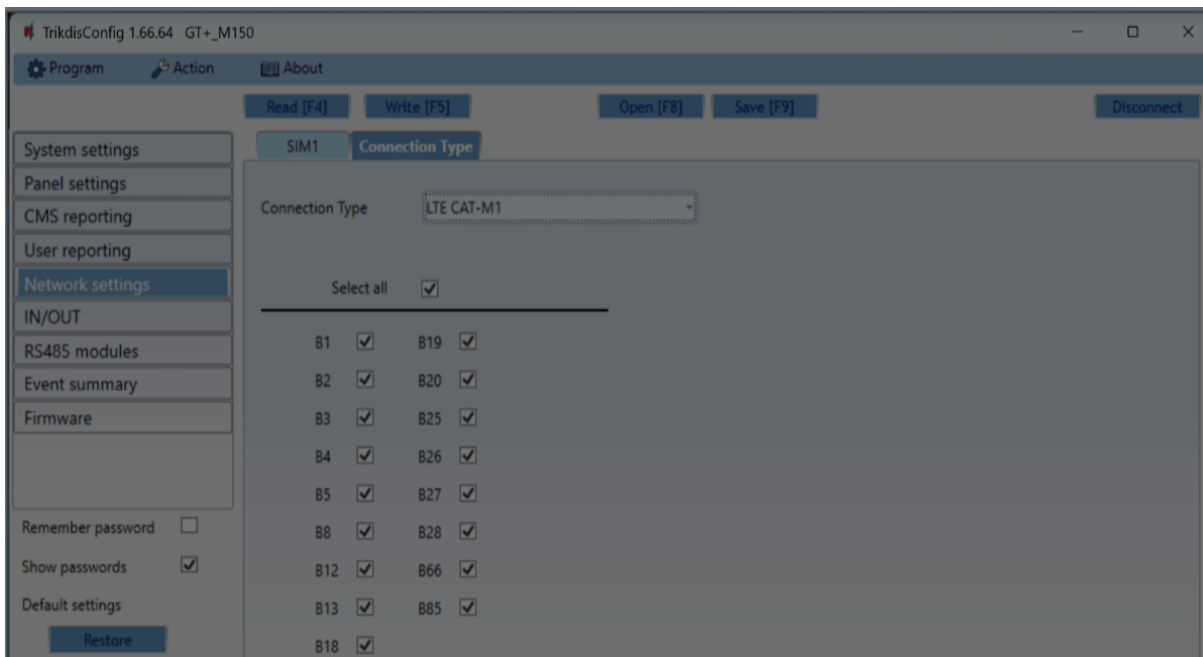 TrikdisConfig 1.66.64 GT+_M150
Program Action About
Read [F4] Write [F5] Open [F8] Save [F9] Disconnect
System settings
Panel settings
CMS reporting
User reporting
Network settings
IN/OUT
RS485 modules
Event summary
Firmware
Remember password
Show passwords
Default settings
Restore
SIM1 Connection Type
Connection Type LTE CAT-M1
Select all
B1 B19
B2 B20
B3 B25
B4 B26
B5 B27
B8 B28
B12 B66
B13 B85
B18